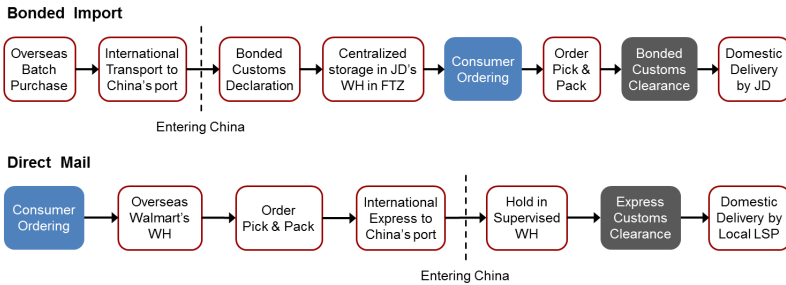 Bonded Import
Overseas
Batch
Purchase
International
Transport to
China's port
Bonded
Customs
Declaration
Centralized
storage in JD's
WH in FTZ
Consumer
Ordering
Order
Pick &
Pack
Bonded
Customs
Clearance
Domestic
Delivery
by JD
Entering China
Direct Mail
Consumer
Ordering
Overseas
Walmart's
WH
Order
Pick & Pack
International
Express to
China's port
Hold in
Supervised
WH
Express
Customs
Clearance
Domestic
Delivery by
Local LSP
Entering China